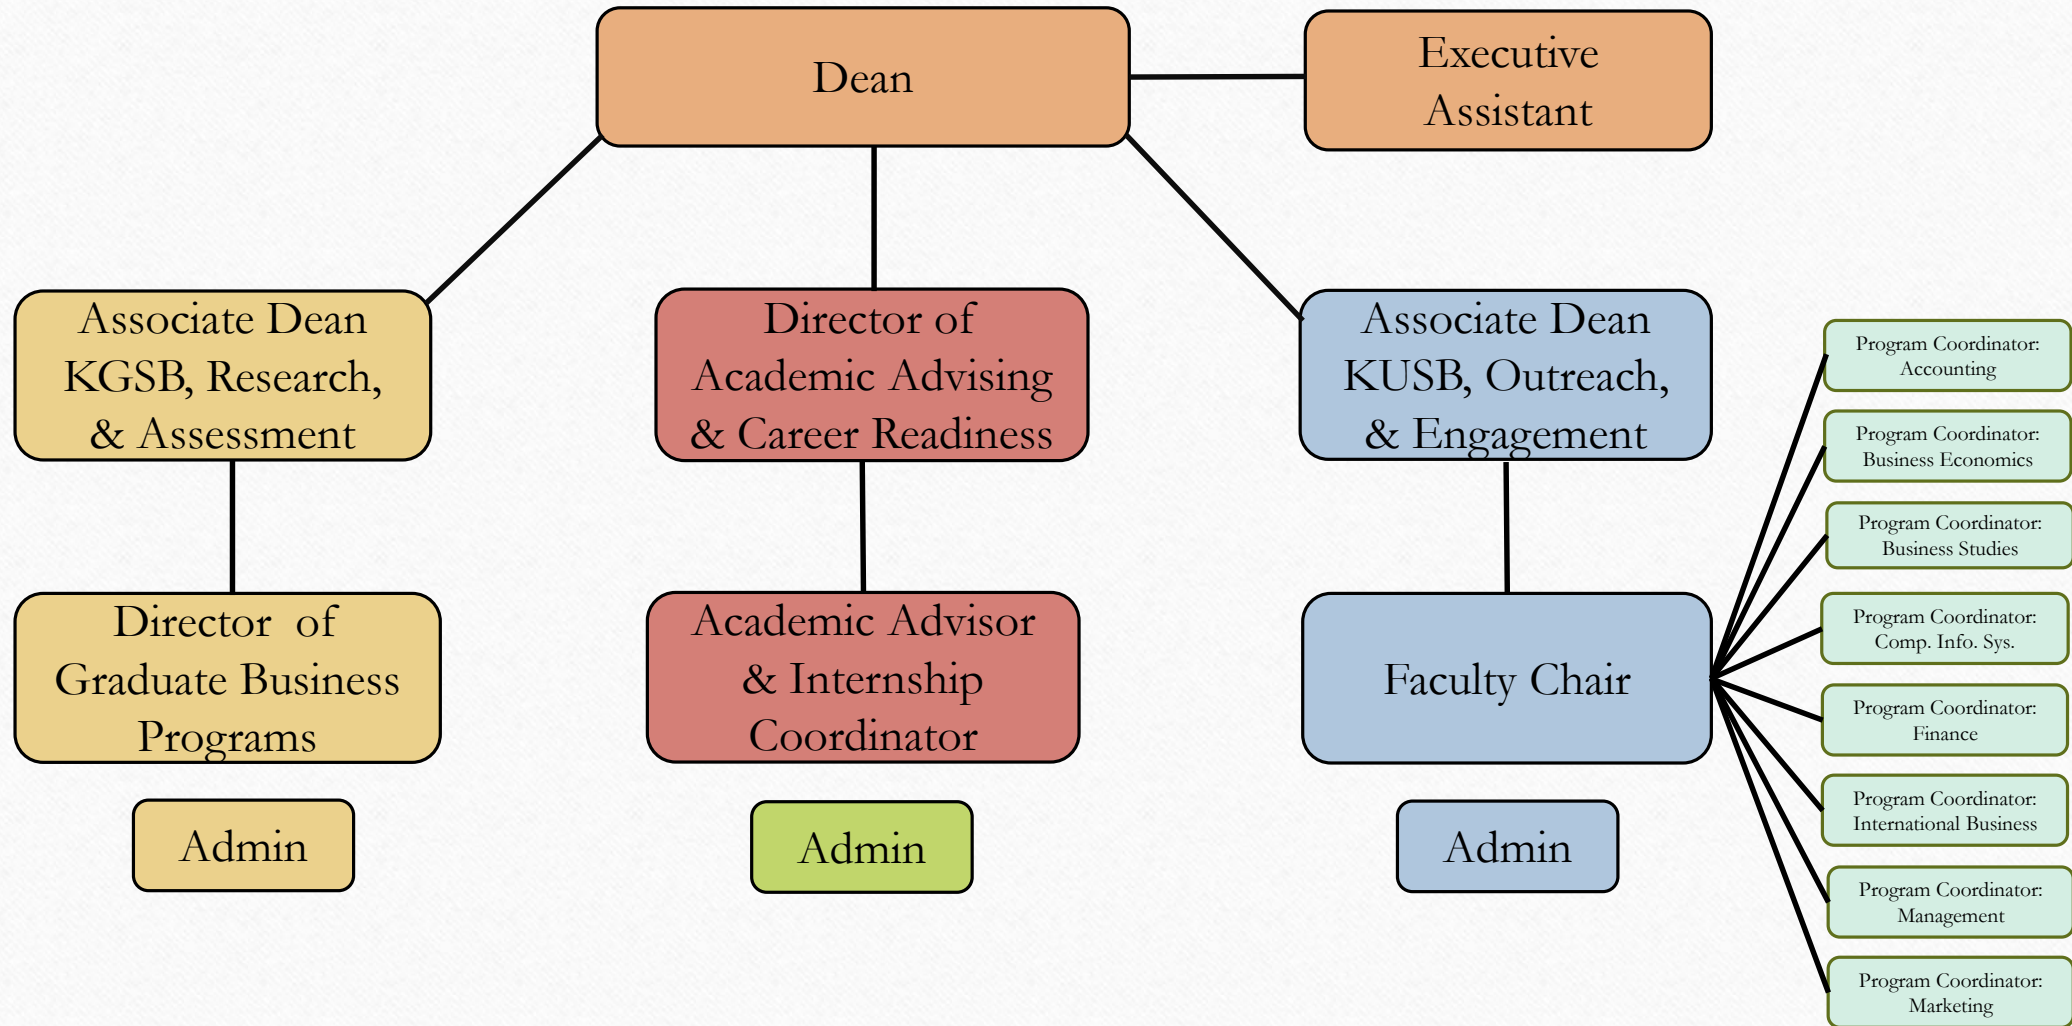 Dean
Executive
Assistant
Associate Dean
KGSB, Research,
& Assessment
Director of
Academic Advising
& Career Readiness
Associate Dean
KUSB, Outreach,
& Engagement
Director of
Graduate Business
Programs
Academic Advisor
& Internship
Coordinator
Faculty Chair
Admin
Admin
Admin
Program Coordinator:
Accounting
Program Coordinator:
Business Economics
Program Coordinator:
Business Studies
Program Coordinator:
Comp. Info. Sys.
Program Coordinator:
Finance
Program Coordinator:
International Business
Program Coordinator:
Management
Program Coordinator:
Marketing